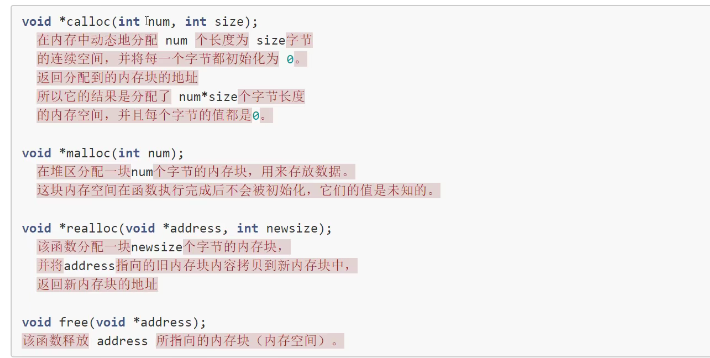 void *calloc(int num, int size);
在内存中动态地分配 num 个长度为 size字节
的连续空间，并将每一个字节都初始化为 0。
返回分配到的内存块的地址
所以它的结果是分配了 num*size个字节长度
的内存空间，并且每个字节的值都是0。
void *malloc(int num);
在堆区分配一块num个字节的内存块，用来存放数据。
这块内存空间在函数执行完成后不会被初始化，它们的值是未知的。
void *realloc(void *address, int newsize);
该函数分配一块newsize个字节的内存块，
并将address指向的旧内存块内容拷贝到新内存块中，
返回新内存块的地址
void free(void *address);
该函数释放 address 所指向的内存块（内存空间）。